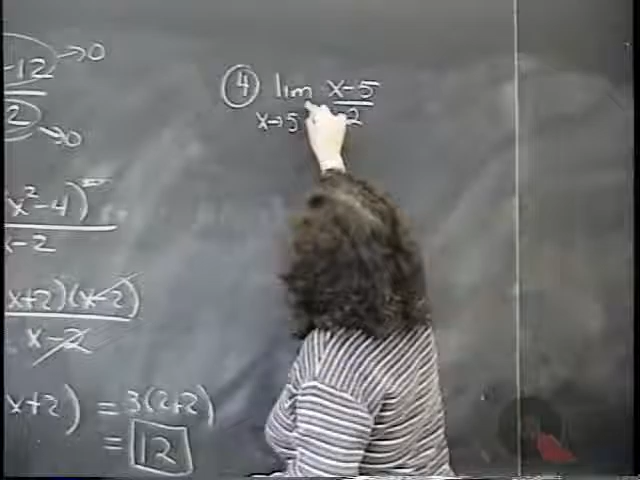 -12 →0
2 →0
x²-4)
x-2
x+2)(x-2)
x-2
x+2) = 3(2+2)
= 12
④ lim x-5
x→5 -2